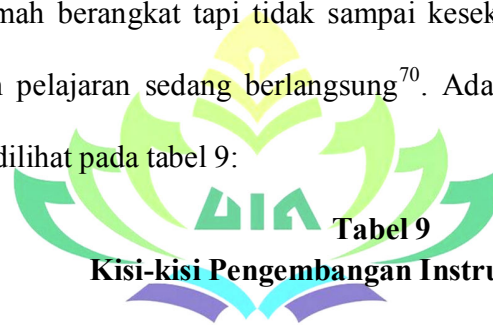 mah berangkat tapi tidak sampai kesek
pelajaran sedang berlangsung70. Ada
dilihat pada tabel 9:
UIN
Tabel 9
Kisi-kisi Pengembangan Instru